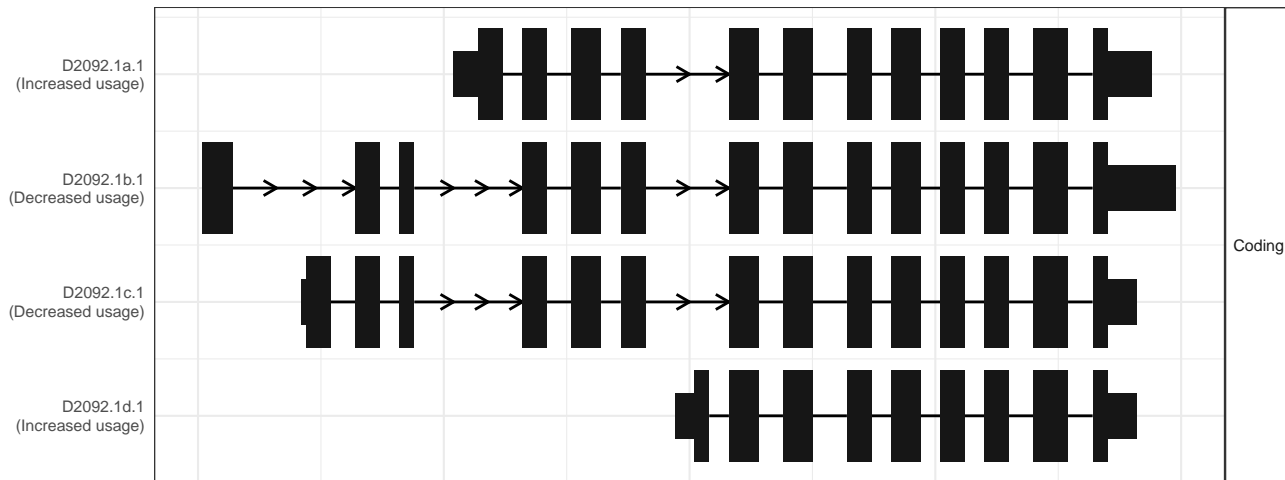 D2092.1a.1
(Increased usage)
D2092.1b.1
(Decreased usage)
Coding
D2092.1c.1
(Decreased usage)
D2092.1d.1
(Increased usage)